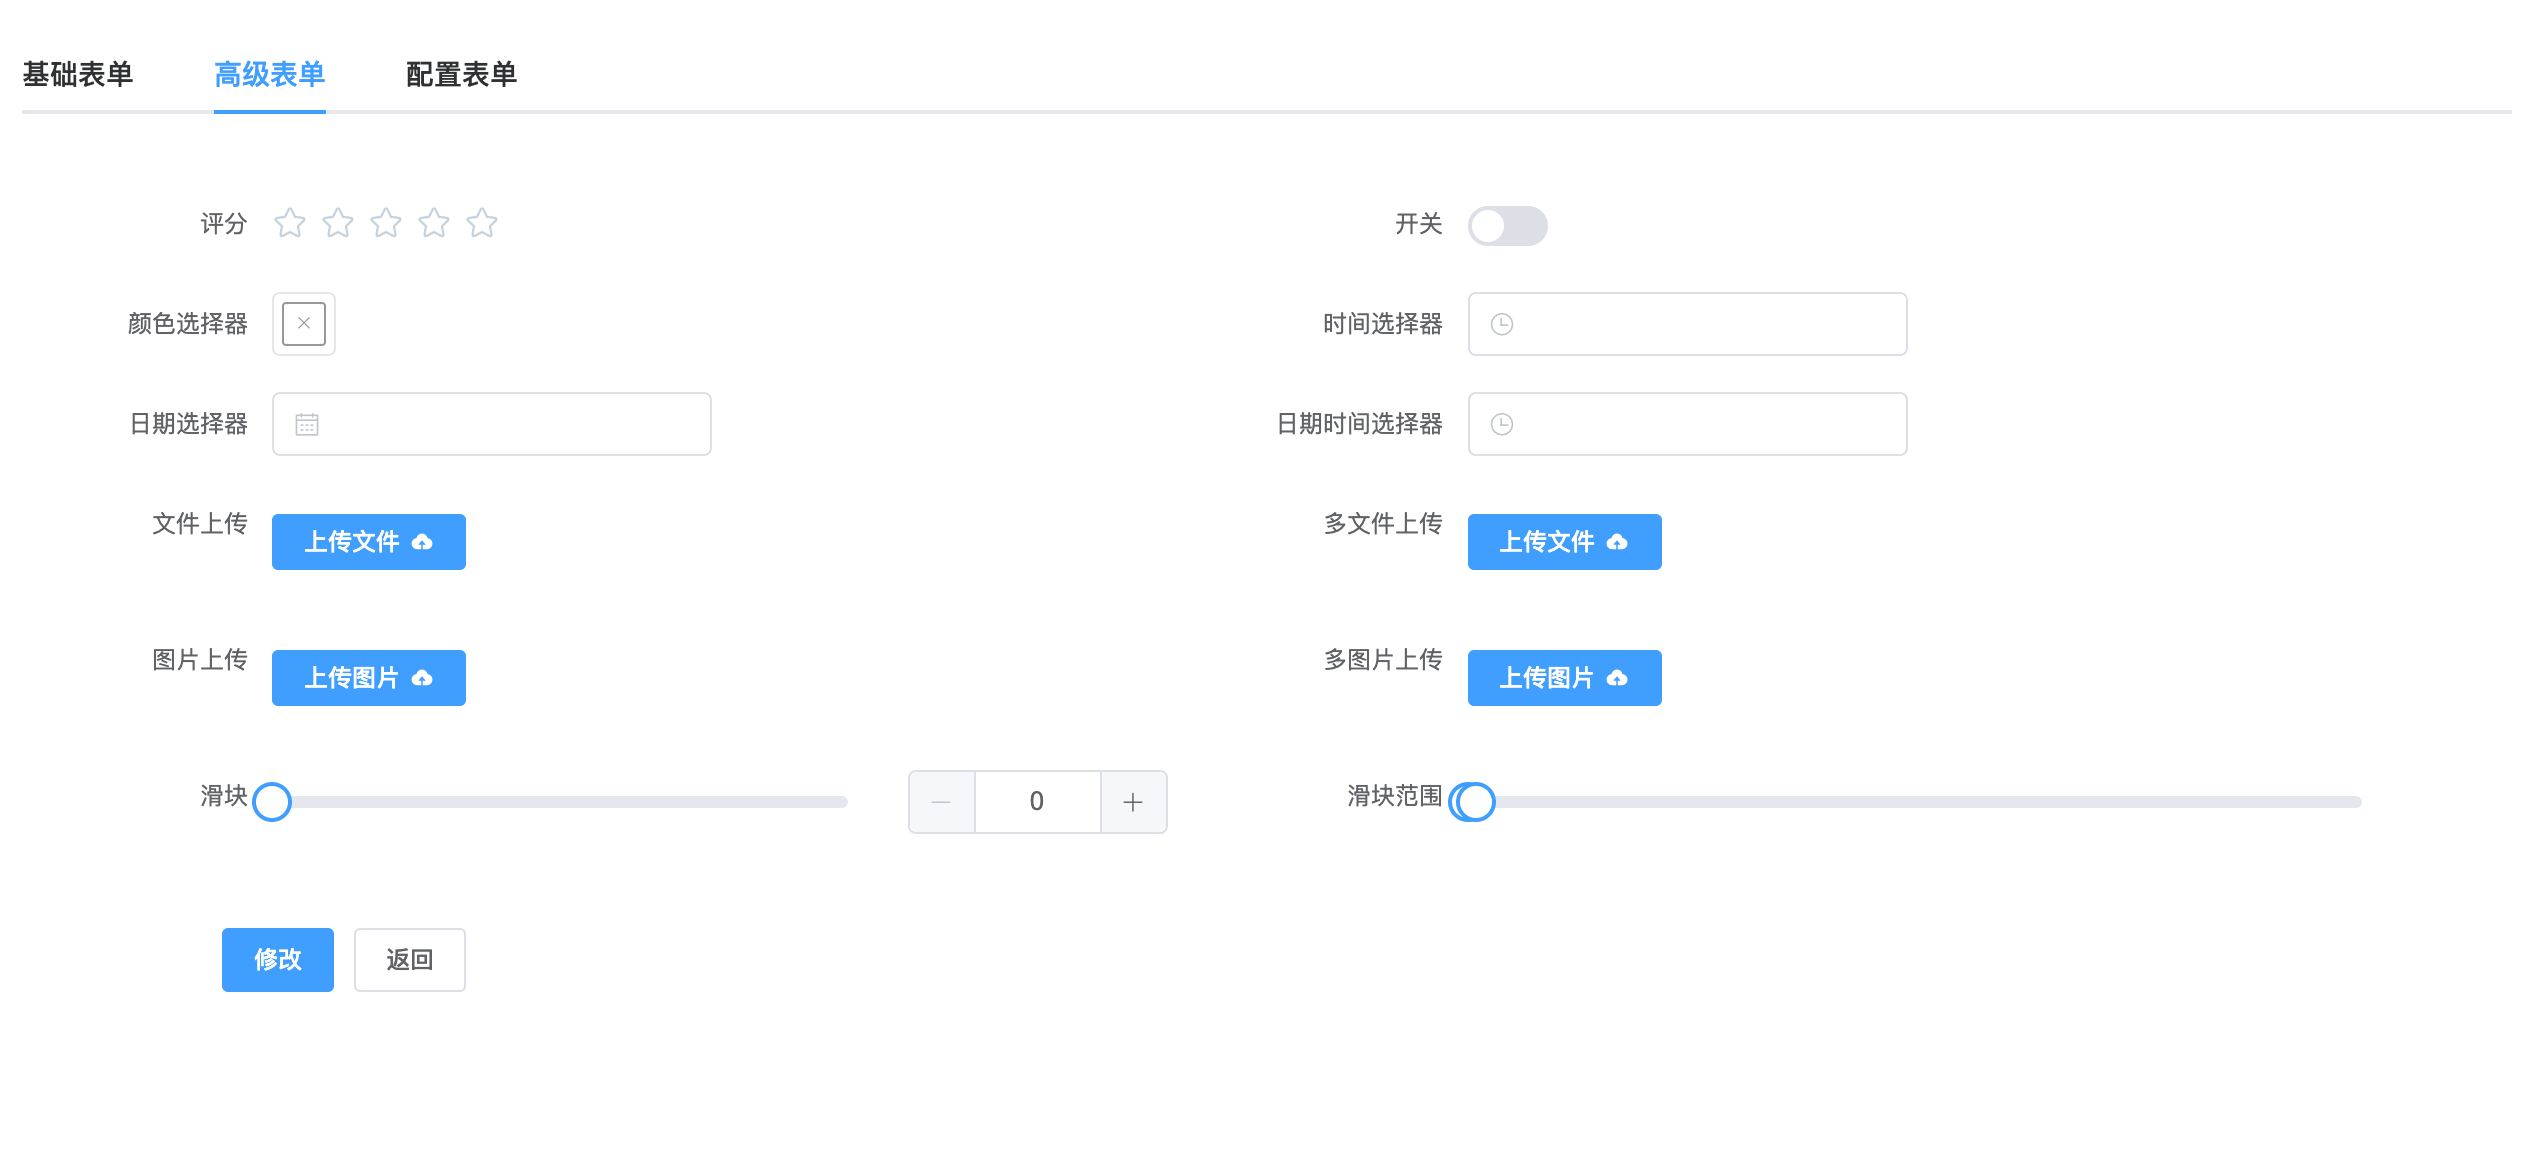 基础表单 高级表单 配置表单
评分 开关
颜色选择器 时间选择器
日期选择器 日期时间选择器
文件上传 上传文件 多文件上传 上传文件
图片上传 上传图片 多图片上传 上传图片
滑块 0 滑块范围
修改 返回